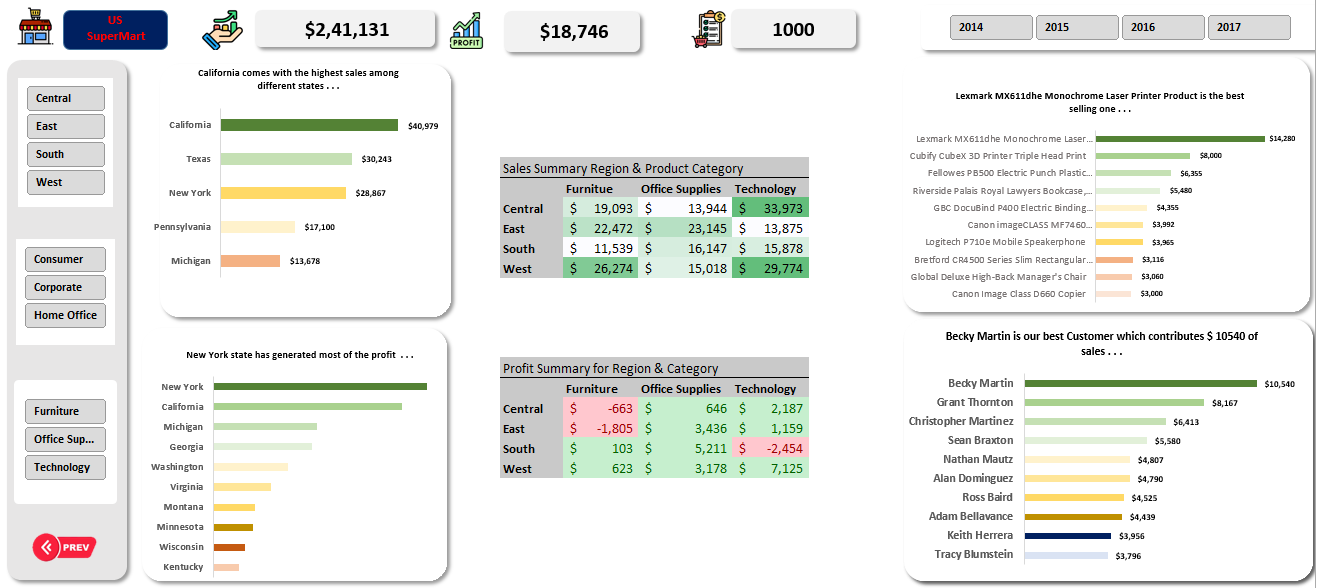 US
SuperMart
$2,41,131
PROFIT
$18,746
1000
2014 2015 2016 2017
Central
East
South
West
Consumer
Corporate
Home Office
Furniture
Office Sup...
Technology
PREV
California comes with the highest sales among
different states . . .
California $40,979
Texas $30,243
New York $28,867
Pennsylvania $17,100
Michigan $13,678
New York state has generated most of the profit . . .
New York
California
Michigan
Georgia
Washington
Virginia
Montana
Minnesota
Wisconsin
Kentucky
Sales Summary Region & Product Category
Furnitue Office Supplies Technology
Central $ 19,093 $ 13,944 $ 33,973
East $ 22,472 $ 23,145 $ 13,875
South $ 11,539 $ 16,147 $ 15,878
West $ 26,274 $ 15,018 $ 29,774
Profit Summary for Region & Category
Furniture Office Supplies Technology
Central $ -663 $ 646 $ 2,187
East $ -1,805 $ 3,436 $ 1,159
South $ 103 $ 5,211 $ -2,454
West $ 623 $ 3,178 $ 7,125
Lexmark MX611dhe Monochrome Laser Printer Product is the best
selling one . . .
Lexmark MX611dhe Monochrome Laser... $14,280
Cubify CubeX 3D Printer Triple Head Print $8,000
Fellowes PB500 Electric Punch Plastic... $6,355
Riverside Palais Royal Lawyers Bookcase,... $5,480
GBC DocuBind P400 Electric Binding... $4,355
Canon imageCLASS MF7460... $3,992
Logitech P710e Mobile Speakerphone $3,965
Bretford CR4500 Series Slim Rectangular... $3,116
Global Deluxe High-Back Manager's Chair $3,060
Canon Image Class D660 Copier $3,000
Becky Martin is our best Customer which contributes $ 10540 of
sales . . .
Becky Martin $10,540
Grant Thornton $8,167
Christopher Martinez $6,413
Sean Braxton $5,580
Nathan Mautz $4,807
Alan Dominguez $4,790
Ross Baird $4,525
Adam Bellavance $4,439
Keith Herrera $3,956
Tracy Blumstein $3,796